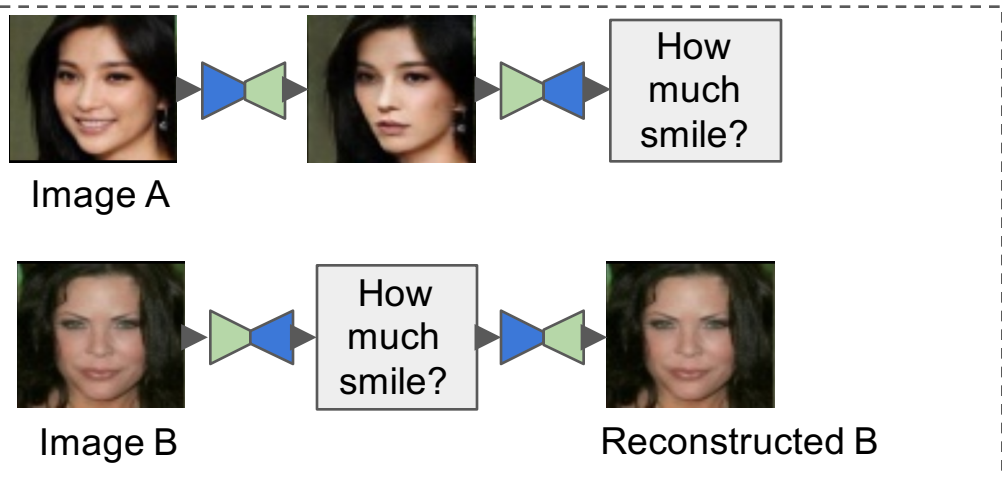 How
much
smile?
Image A
How
much
smile?
Image B
Reconstructed B